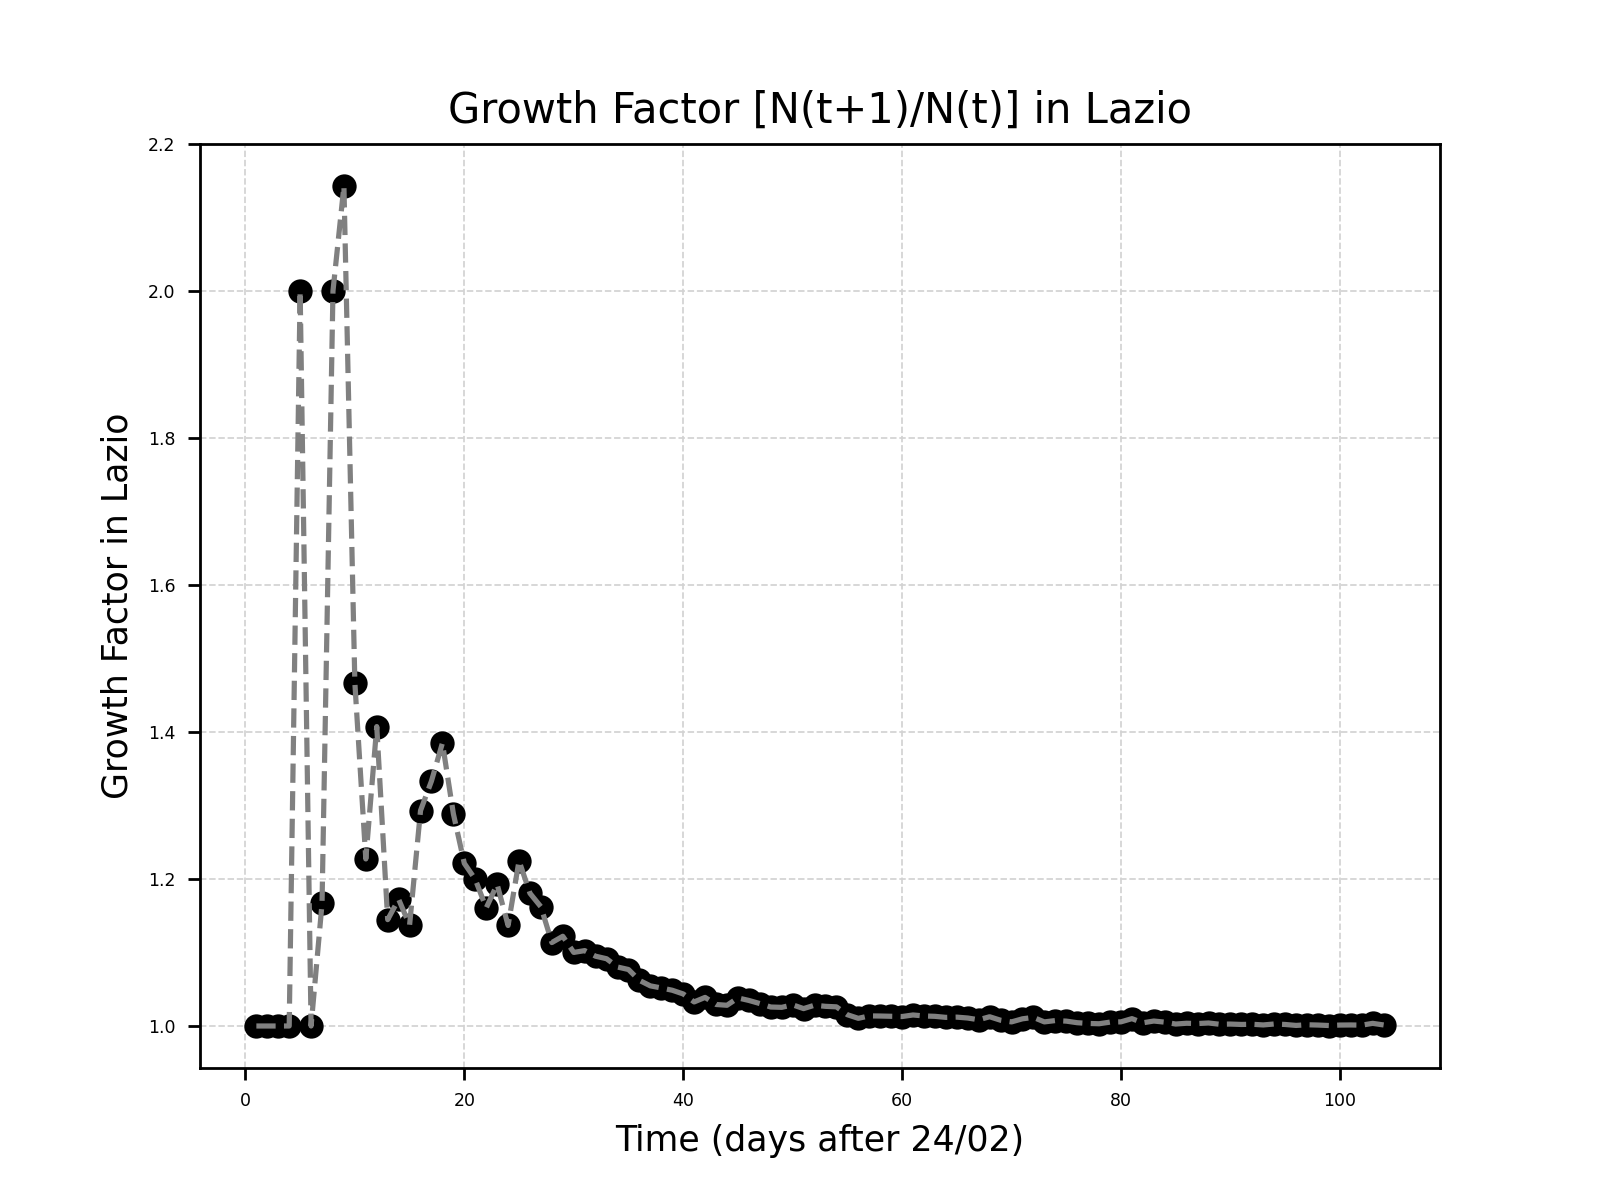 Growth Factor [N(t+1)/N(t)] in Lazio
2.2
2.0
1.8
1.6
1.4
1.2
1.0
Growth Factor in Lazio
0 20 40 60 80 100
Time (days after 24/02)